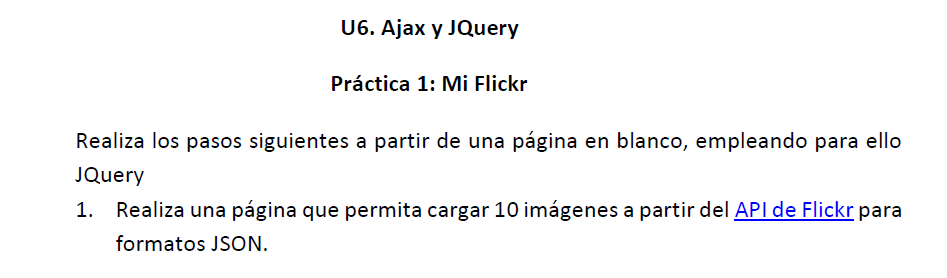 U6. Ajax y JQuery
Práctica 1: Mi Flickr
Realiza los pasos siguientes a partir de una página en blanco, empleando para ello
JQuery
1. Realiza una página que permita cargar 10 imágenes a partir del API de Flickr para
formatos JSON.